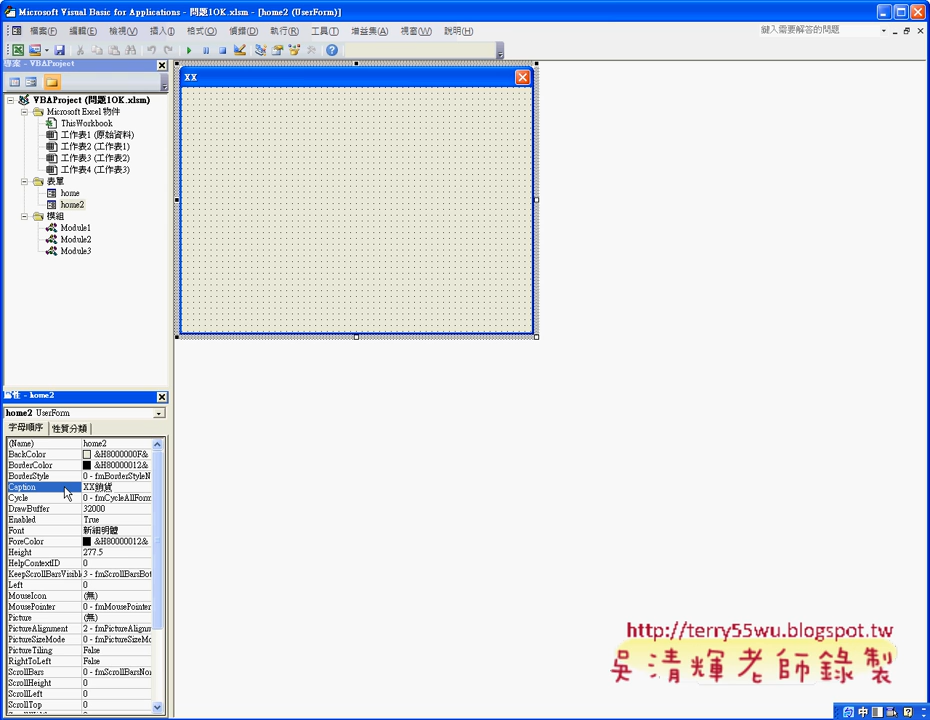 Microsoft Visual Basic for Applications - 問題1OK.xlsm - [home2 (UserForm)]
檔案(F) 編輯(E) 檢視(V) 插入(I) 格式(O) 偵錯(D) 執行(R) 工具(T) 增益集(A) 視窗(W) 說明(H) 鍵入需要解答的問題
專案 - VBAProject
XX
VBAProject (問題1OK.xlsm)
Microsoft Excel 物件
ThisWorkbook
工作表1 (原始資料)
工作表2 (工作表1)
工作表3 (工作表2)
工作表4 (工作表3)
表單
home
home2
模組
Module1
Module2
Module3
屬性 - home2
home2 UserForm
字母順序 性質分類
(Name) home2
BackColor &H8000000F&
BorderColor &H80000012&
BorderStyle 0 - fmBorderStyleN
Caption XX銷貨
Cycle 0 - fmCycleAllForm
DrawBuffer 32000
Enabled True
Font 新細明體
ForeColor &H80000012&
Height 277.5
HelpContextID 0
KeepScrollBarsVisibl 3 - fmScrollBarsBot
Left 0
MouseIcon (無)
MousePointer 0 - fmMousePointer
Picture (無)
PictureAlignment 2 - fmPictureAlignm
PictureSizeMode 0 - fmPictureSizeMo
PictureTiling False
RightToLeft False
ScrollBars 0 - fmScrollBarsNon
ScrollHeight 0
ScrollLeft 0
ScrollTop 0
http://terry55wu.blogspot.tw
吳清輝老師錄製
中